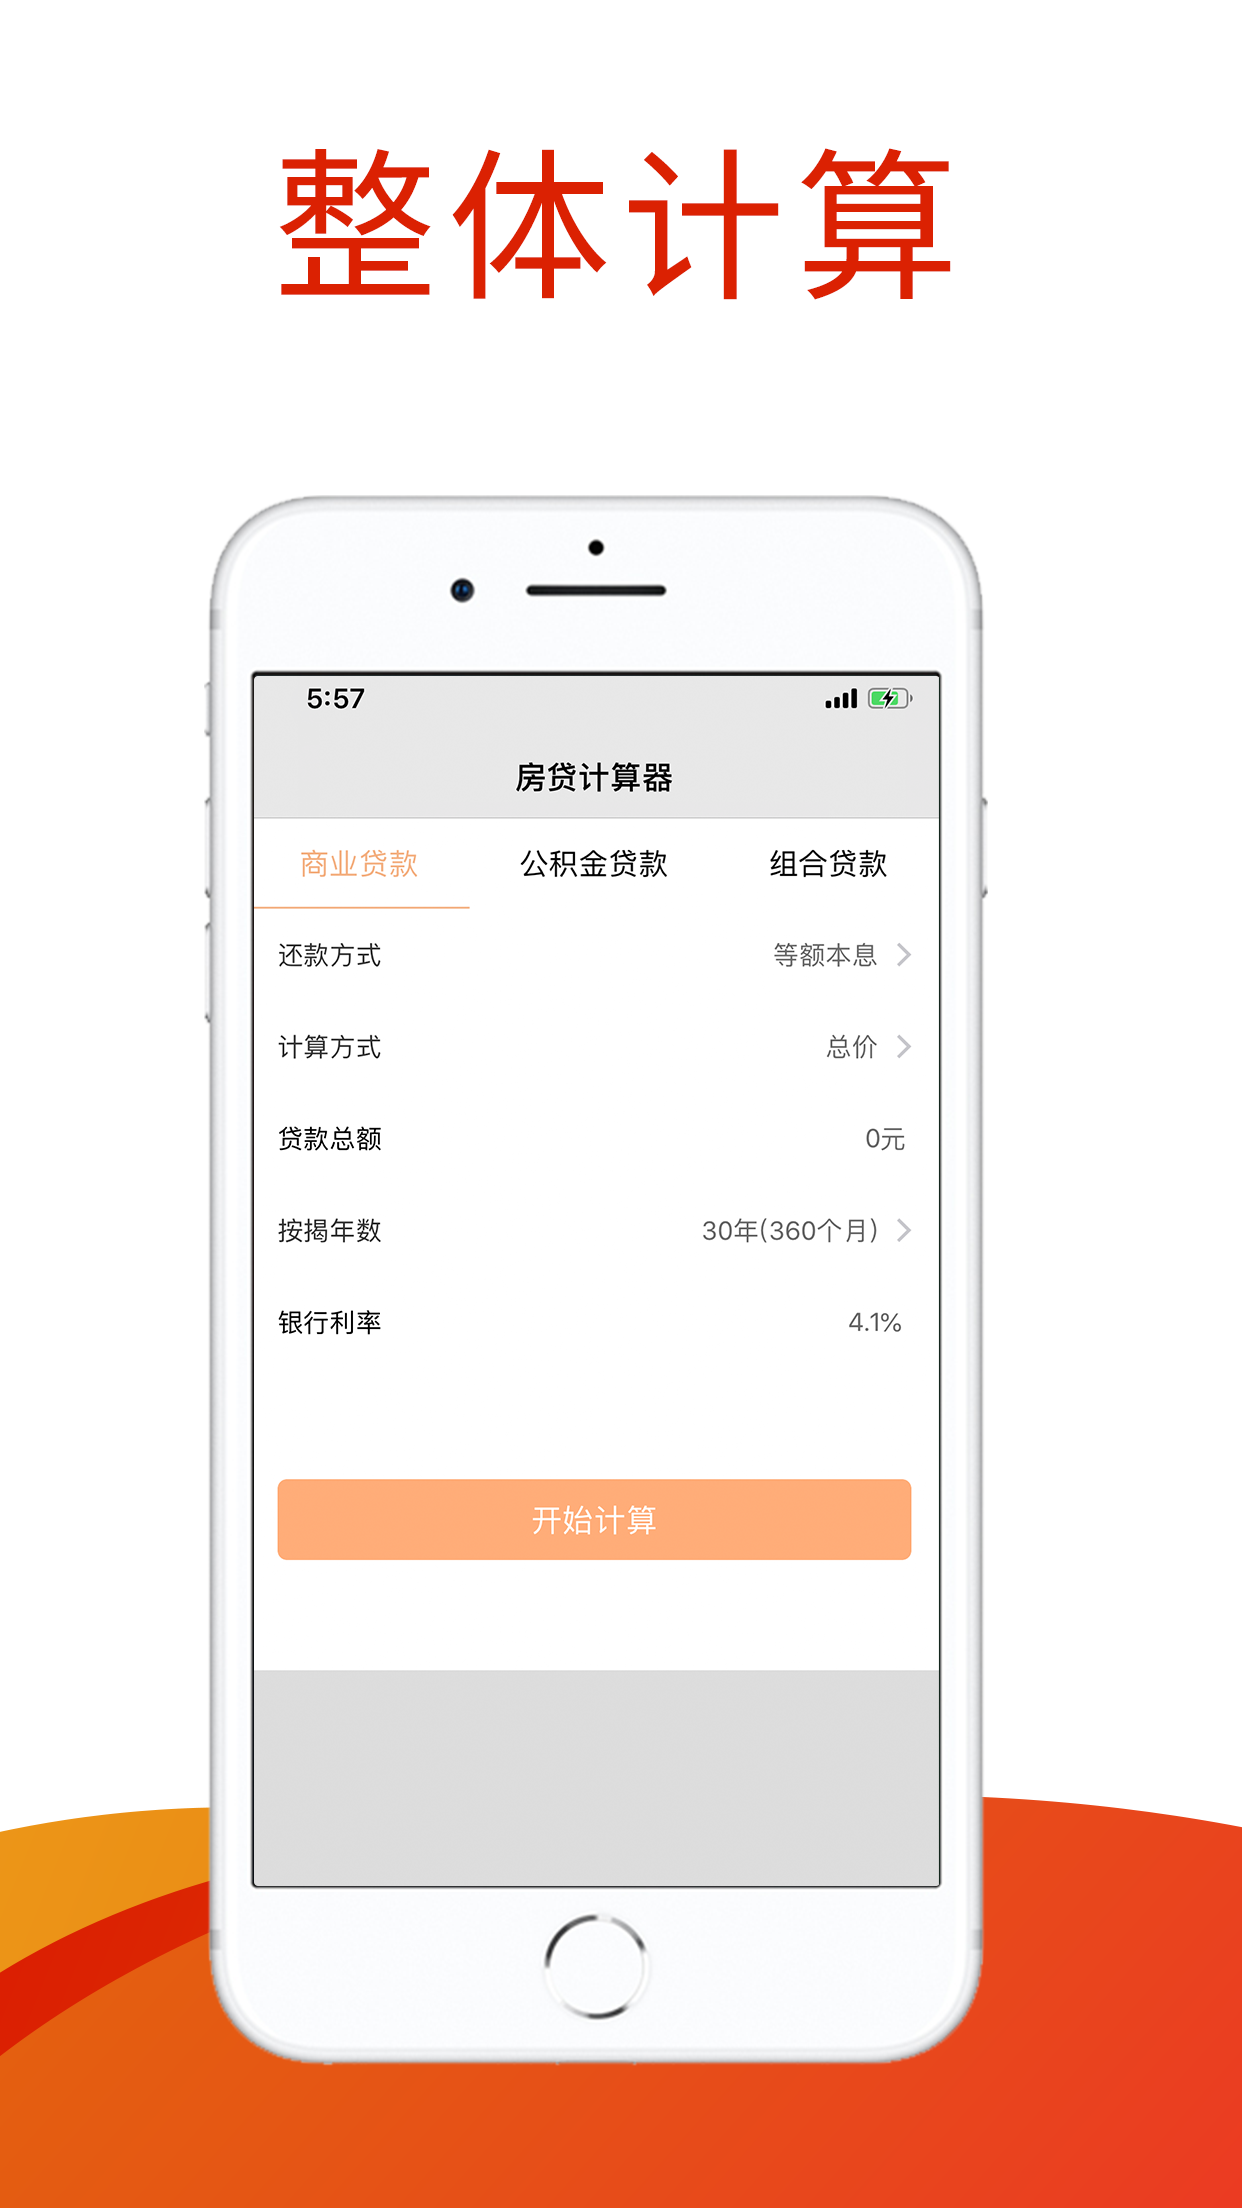 整体计算
5:57
房贷计算器
商业贷款 公积金贷款 组合贷款
还款方式 等额本息
计算方式 总价
贷款总额 0元
按揭年数 30年(360个月)
银行利率 4.1%
开始计算